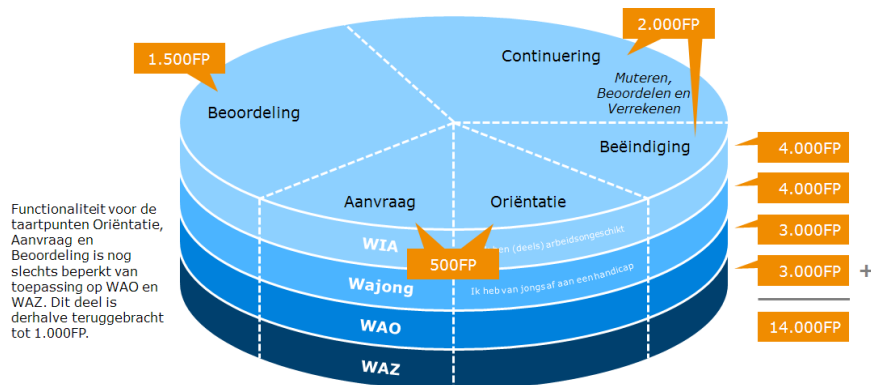 2.000FP
1.500FP
Continuering
Muteren,
Beoordelen en
Verrekenen
Beoordeling
Beëindiging
4.000FP
4.000FP
Aanvraag
Oriëntatie
Functionaliteit voor de
taartpunten Oriëntatie,
Aanvraag en
Beoordeling is nog
slechts beperkt van
toepassing op WAO en
WAZ. Dit deel is
derhalve teruggebracht
tot 1.000FP.
WIA
(deels) arbeidsongeschikt
500FP
3.000FP
Wajong
Ik heb van jongs af aan een handicap
3.000FP
+
WAO
14.000FP
WAZ